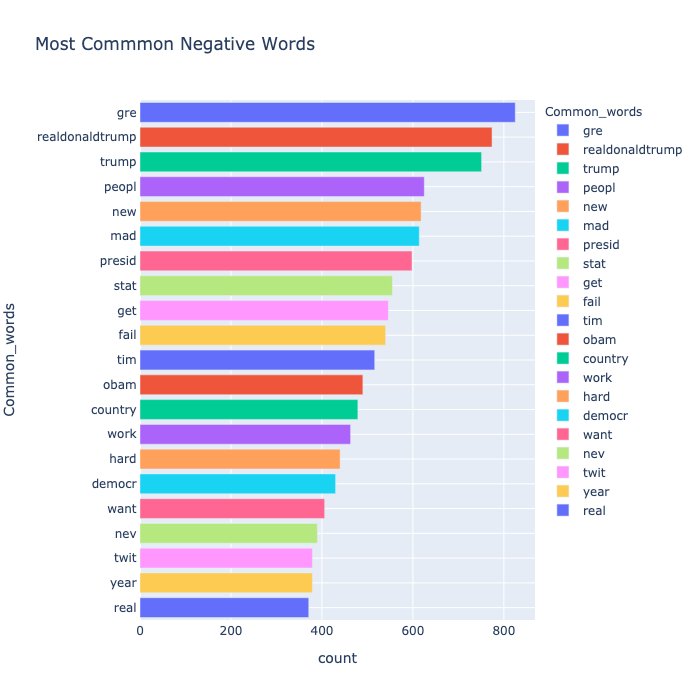 Most Commmon Negative Words
Common_words
gre
realdonaldtrump
trump
peopl
new
mad
presid
stat
get
fail
tim
obam
country
work
hard
democr
want
nev
twit
year
real
0 200 400 600 800
count
Common_words
gre
realdonaldtrump
trump
peopl
new
mad
presid
stat
get
fail
tim
obam
country
work
hard
democr
want
nev
twit
year
real